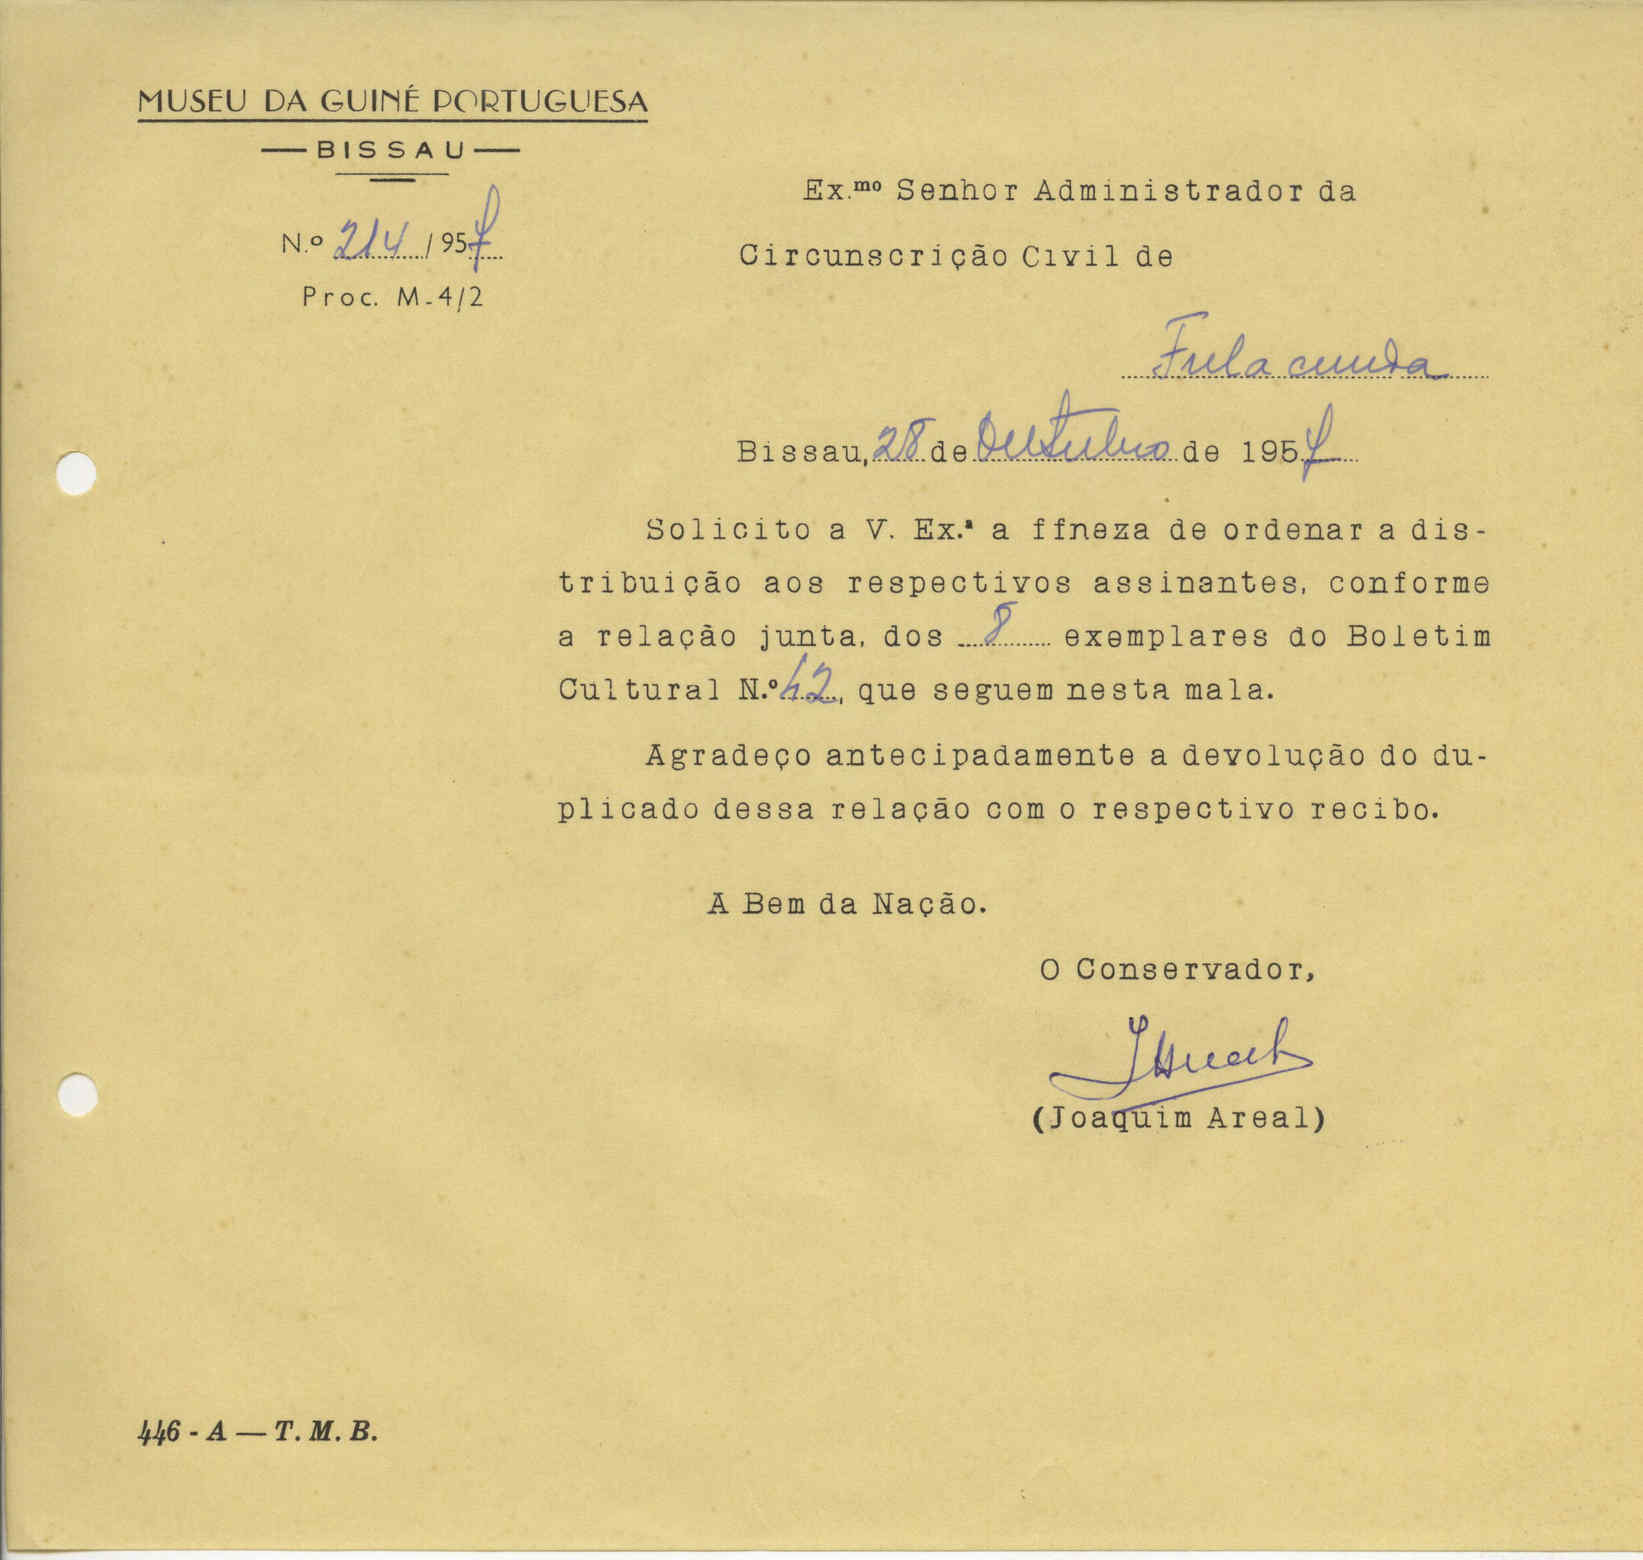 MUSEU DA GUINÉ PORTUGUESA
— BISSAU —
N.º 214 / 957
Proc. M-4/2
Ex.mo Senhor Administrador da
Circunscrição Civil de
Fulacunda
Bissau, 28 de Outubro de 1957
Solicito a V. Ex.ª a ffneza de ordenar a dis-
tribuição aos respectivos assinantes, conforme
a relação junta, dos 8 exemplares do Boletim
Cultural N.º 42, que seguem nesta mala.
Agradeço antecipadamente a devolução do du-
plicado dessa relação com o respectivo recibo.
A Bem da Nação.
O Conservador,
(Joaquim Areal)
446 - A — T. M. B.